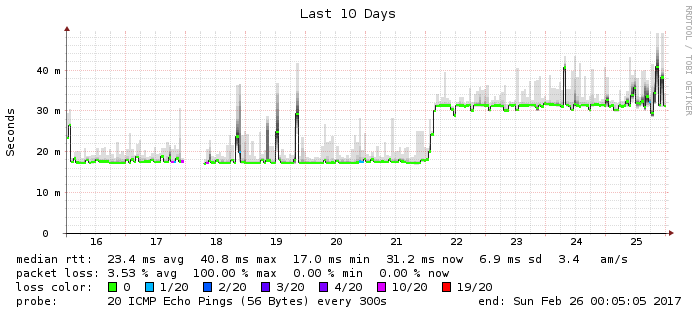 Last 10 Days
RRDTOOL / TOBI OETIKER
Seconds
40 m
30 m
20 m
10 m
0
16 17 18 19 20 21 22 23 24 25
median rtt: 23.4 ms avg 40.8 ms max 17.0 ms min 31.2 ms now 6.9 ms sd 3.4 am/s
packet loss: 3.53 % avg 100.00 % max 0.00 % min 0.00 % now
loss color: 0 1/20 2/20 3/20 4/20 10/20 19/20
probe: 20 ICMP Echo Pings (56 Bytes) every 300s end: Sun Feb 26 00:05:05 2017